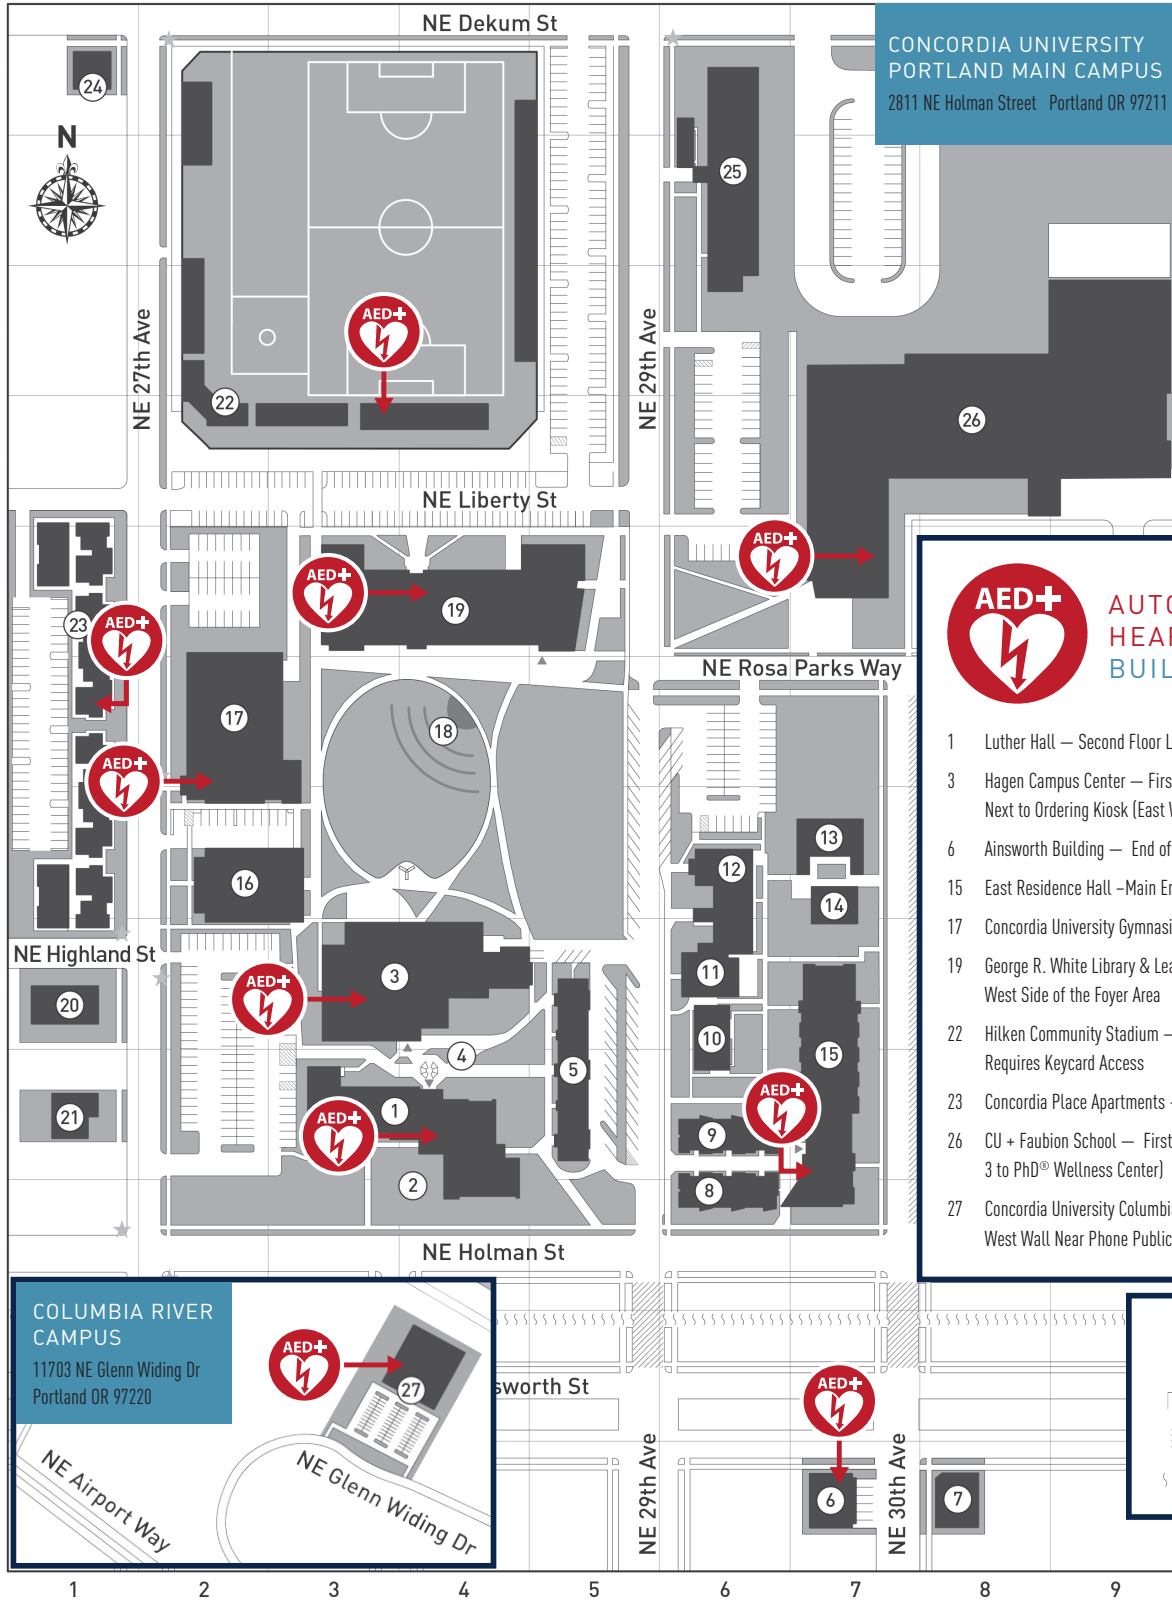 NE Dekum St
CONCORDIA UNIVERSITY
PORTLAND MAIN CAMPUS
2811 NE Holman Street Portland OR 97211
24
N
25
NE 27th Ave
NE 29th Ave
AED+
22
26
NE Liberty St
AED+
AED+
19
23
AED+
NE Rosa Parks Way
17
18
AED+
13
12
16
14
NE Highland St
3
11
AED+
20
10
4
15
5
21
1
AED+
AED+
9
2
8
NE Holman St
AED+
AUTO
HEAR
BUIL
1 Luther Hall — Second Floor L
3 Hagen Campus Center — Firs
Next to Ordering Kiosk (East W
6 Ainsworth Building — End of
15 East Residence Hall –Main En
17 Concordia University Gymnasi
19 George R. White Library & Lea
West Side of the Foyer Area
22 Hilken Community Stadium —
Requires Keycard Access
23 Concordia Place Apartments -
26 CU + Faubion School — First
3 to PhD® Wellness Center)
27 Concordia University Columbia
West Wall Near Phone Public
COLUMBIA RIVER
CAMPUS
11703 NE Glenn Widing Dr
Portland OR 97220
AED+
27
NE Airport Way
NE Glenn Widing Dr
sworth St
AED+
NE 29th Ave
NE 30th Ave
6
7
1 2 3 4 5 6 7 8 9